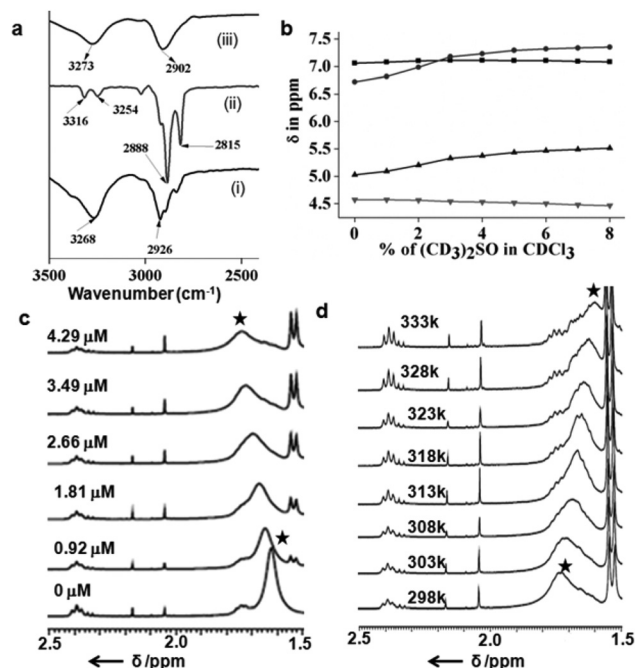 a
(iii)
3273
2902
(ii)
3316
3254
2888
2815
(i)
3268
2926
3500 3000 2500
Wavenumber (cm-1)
b
7.5
7.0
6.5
6.0
5.5
5.0
4.5
δ in ppm
0 2 4 6 8
% of (CD3)2SO in CDCl3
c
★
4.29 μM
3.49 μM
2.66 μM
1.81 μM
0.92 μM
★
0 μM
2.5 2.0 1.5
← δ /ppm
d
★
333k
328k
323k
318k
313k
308k
303k
298k
★
2.5 2.0 1.5
← δ /ppm